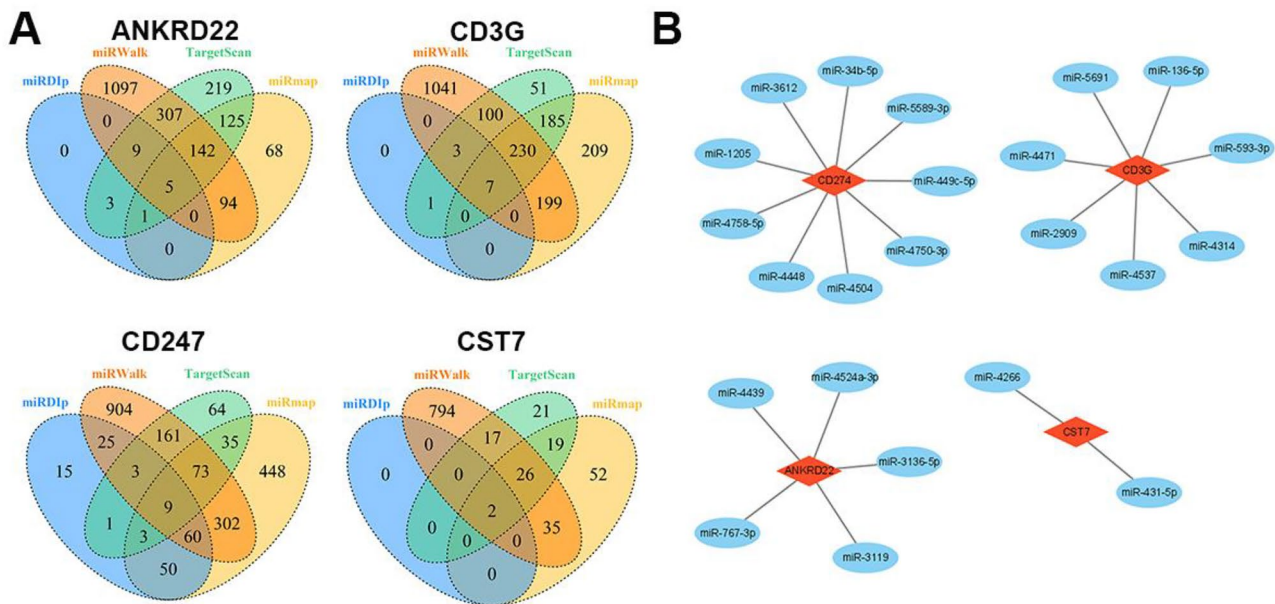 A
ANKRD22
miRDIp
miRWalk
TargetScan
miRmap
1097
219
0
307
125
0
9
142
68
5
3
1
0
94
0
CD3G
miRDIp
miRWalk
TargetScan
miRmap
1041
51
0
100
185
0
3
230
209
7
1
0
0
199
0
CD247
miRDIp
miRWalk
TargetScan
miRmap
904
64
25
161
35
15
3
73
448
9
1
3
60
302
50
CST7
miRDIp
miRWalk
TargetScan
miRmap
794
21
0
17
19
0
0
26
52
2
0
0
0
35
0
B
miR-34b-5p
miR-3612
miR-5589-3p
miR-1205
CD274
miR-449c-5p
miR-4758-5p
miR-4750-3p
miR-4448
miR-4504
miR-5691
miR-136-5p
miR-4471
CD3G
miR-593-3p
miR-2909
miR-4314
miR-4537
miR-4439
miR-4524a-3p
ANKRD22
miR-3136-5p
miR-767-3p
miR-3119
miR-4266
CST7
miR-431-5p